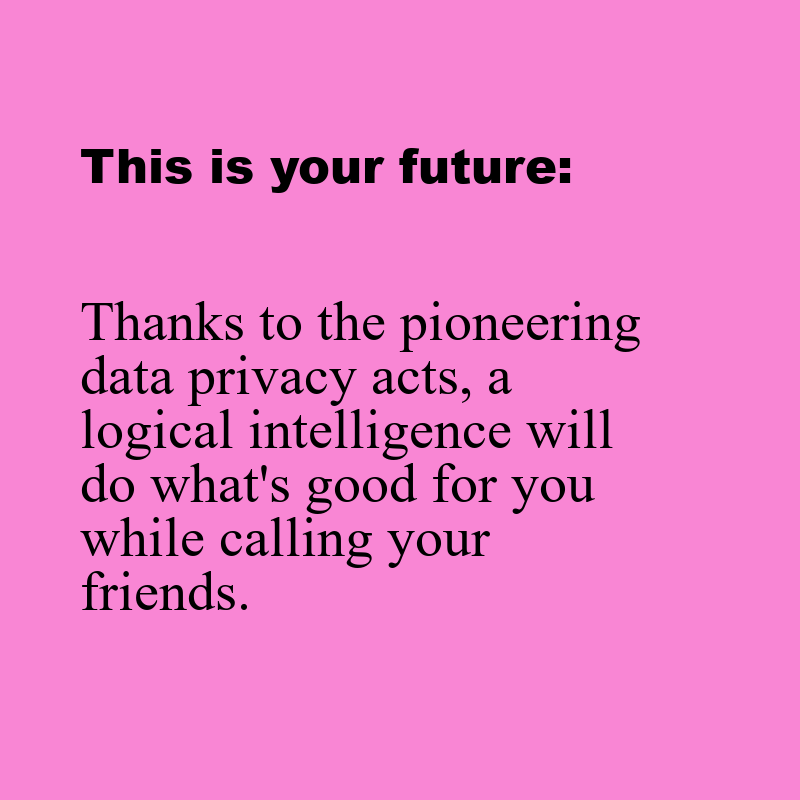 This is your future:
Thanks to the pioneering
data privacy acts, a
logical intelligence will
do what's good for you
while calling your
friends.